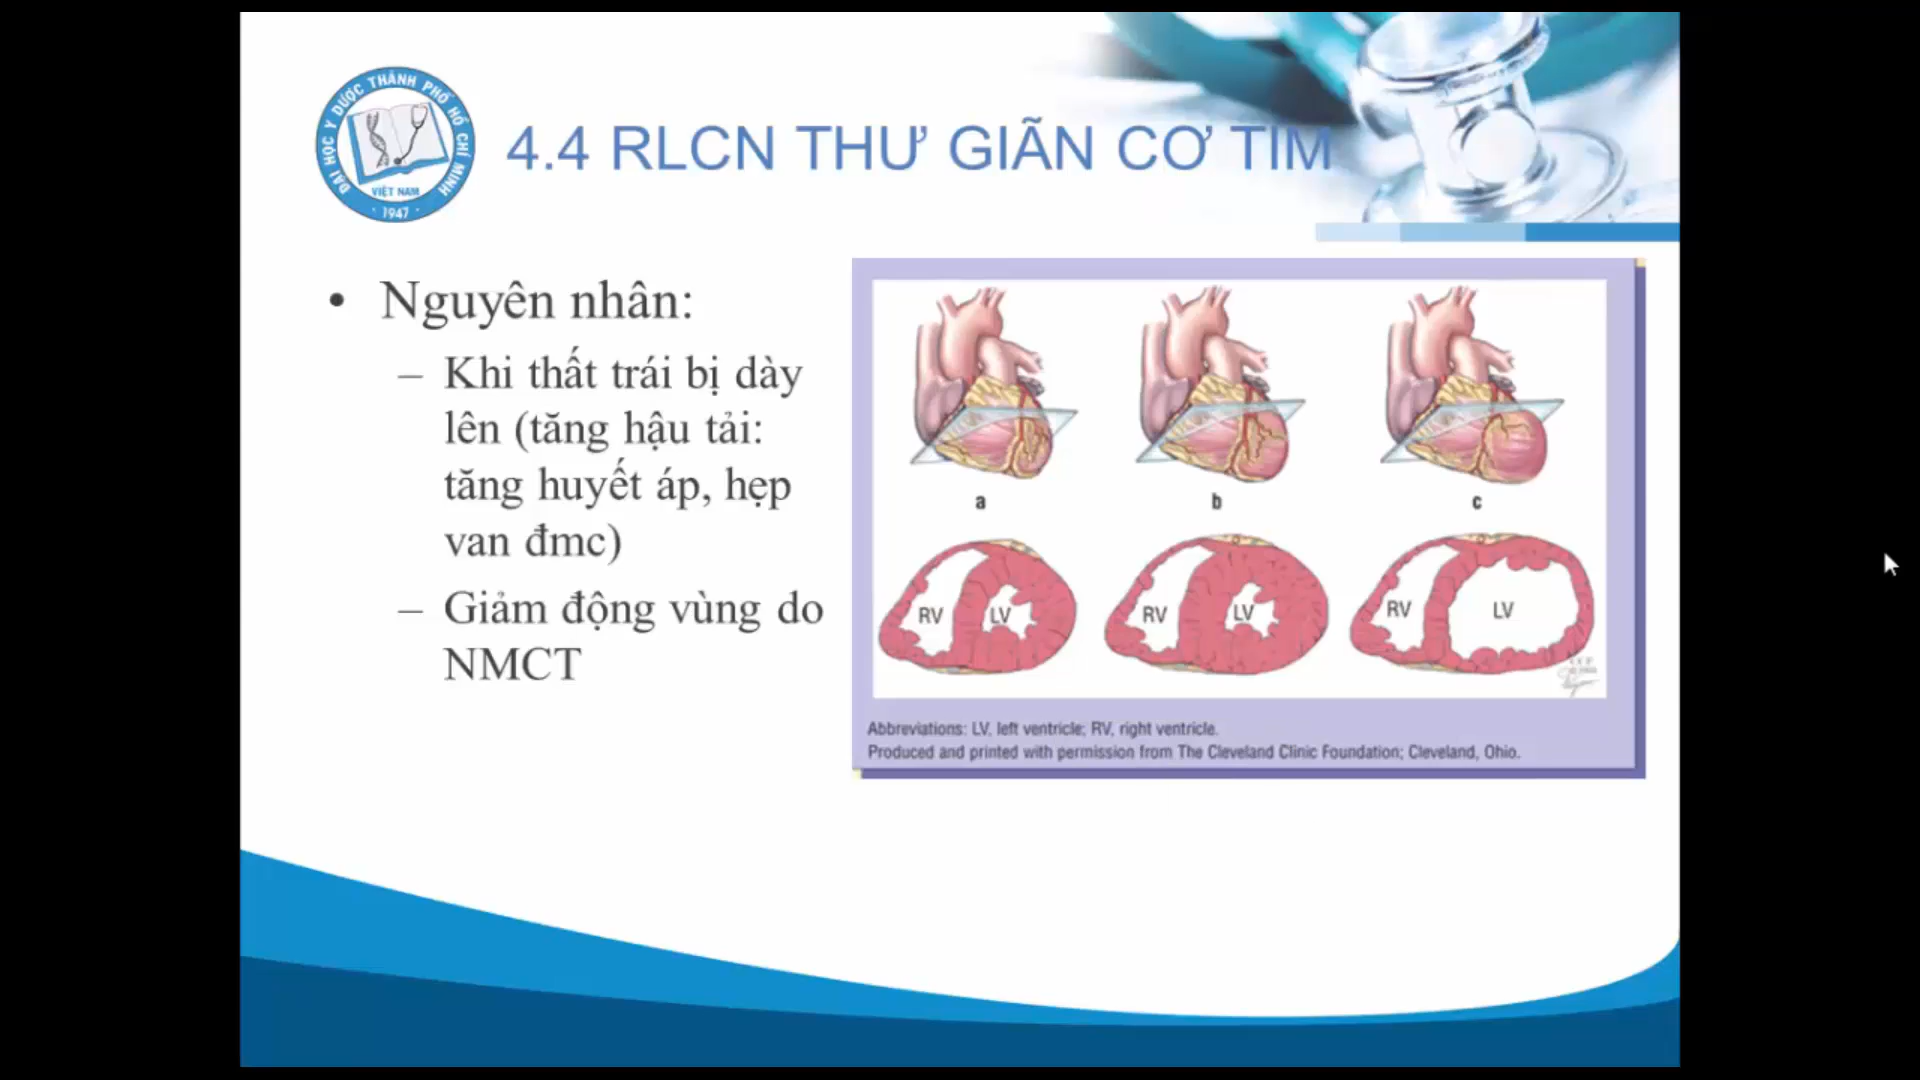 ĐẠI HỌC Y DƯỢC THÀNH PHỐ HỒ CHÍ MINH
VIỆT NAM
· 1947 ·
4.4 RLCN THƯ GIÃN CƠ TIM
• Nguyên nhân:
– Khi thất trái bị dày
lên (tăng hậu tải:
tăng huyết áp, hẹp
van đmc)
– Giảm động vùng do
NMCT
a b c
RV LV RV LV RV LV
Abbreviations: LV, left ventricle; RV, right ventricle.
Produced and printed with permission from The Cleveland Clinic Foundation; Cleveland, Ohio.